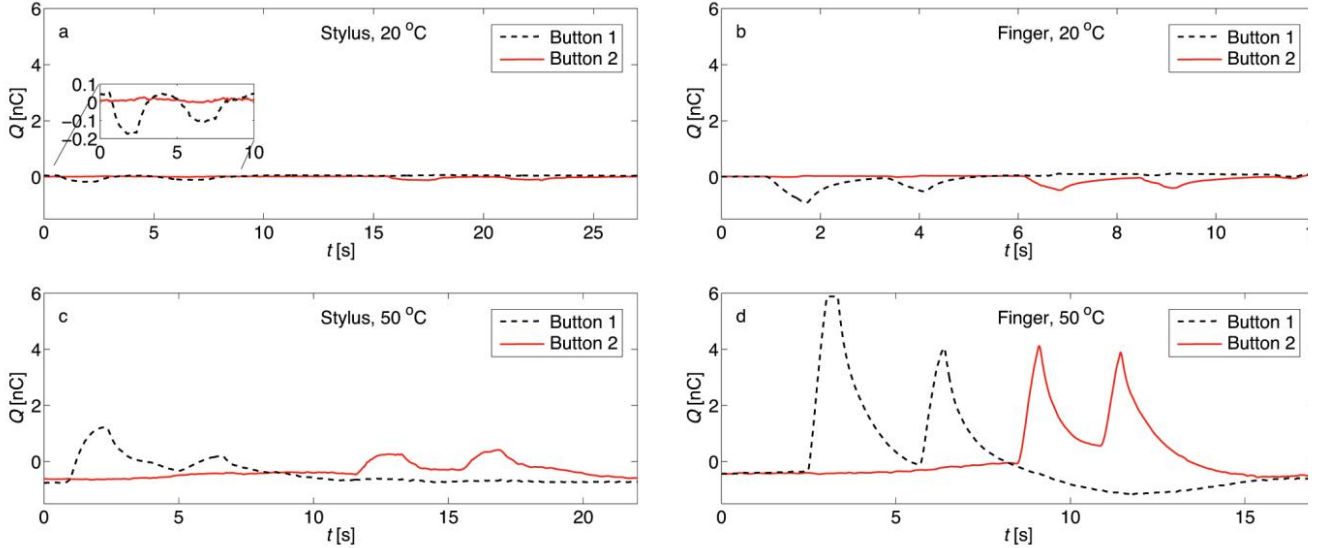 6
a
Stylus, 20 °C
Button 1
Button 2
4
Q [nC]
2
0.1
0
−0.1
−0.2
0 5 10
0
0 5 10 15 20 25
t [s]
6
b
Finger, 20 °C
Button 1
Button 2
4
Q [nC]
2
0
0 2 4 6 8 10
t [s]
6
c
Stylus, 50 °C
Button 1
Button 2
4
Q [nC]
2
0
0 5 10 15 20
t [s]
6
d
Finger, 50 °C
Button 1
Button 2
4
Q [nC]
2
0
0 5 10 15
t [s]